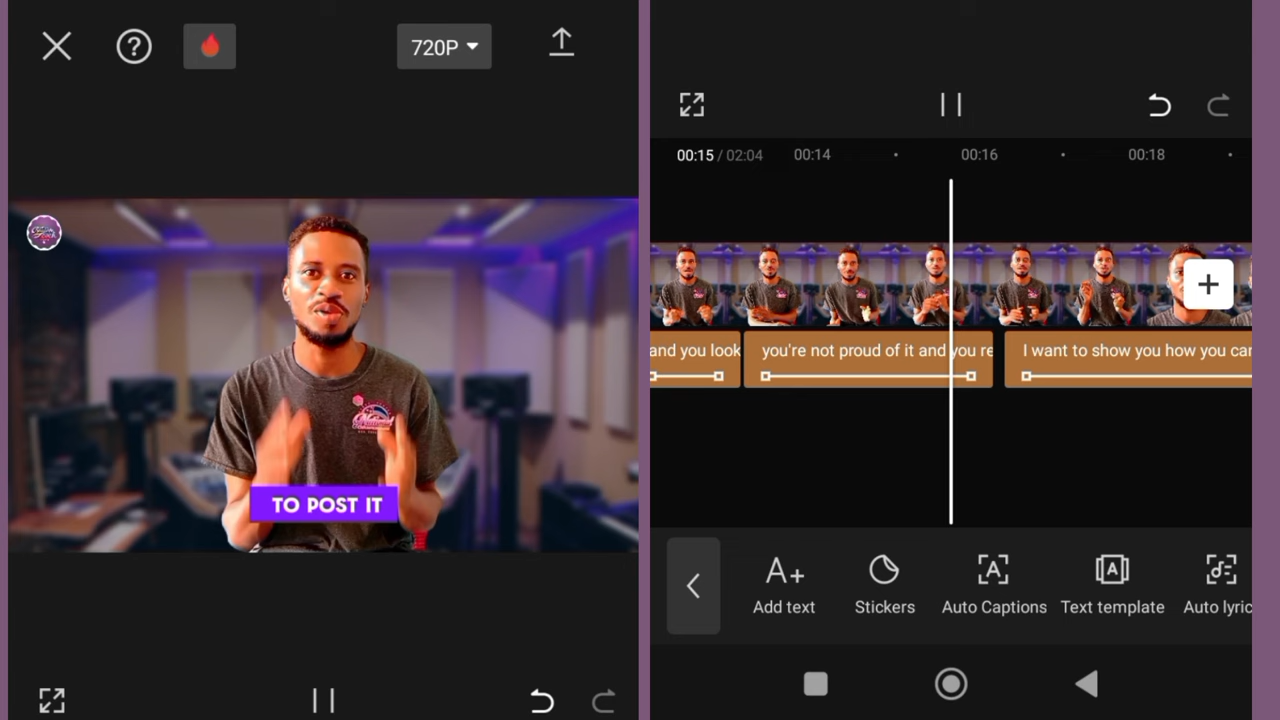 720P
TO POST IT
00:15 / 02:04 00:14 00:16 00:18
and you look
you're not proud of it and you re
I want to show you how you can
Add text
Stickers
Auto Captions
Text template
Auto lyric